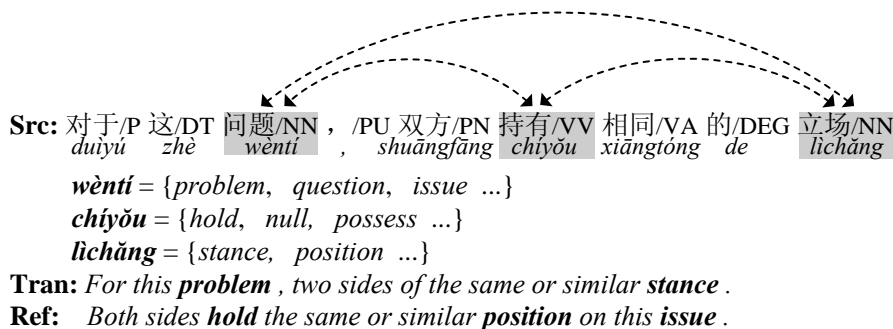 Src: 对于/P 这/DT 问题/NN ，/PU 双方/PN 持有/VV 相同/VA 的/DEG 立场/NN
duìyú zhè wèntí , shuāngfāng chíyǒu xiāngtóng de lìchǎng
wèntí = {problem, question, issue ...}
chíyǒu = {hold, null, possess ...}
lìchǎng = {stance, position ...}
Tran: For this problem , two sides of the same or similar stance .
Ref: Both sides hold the same or similar position on this issue .